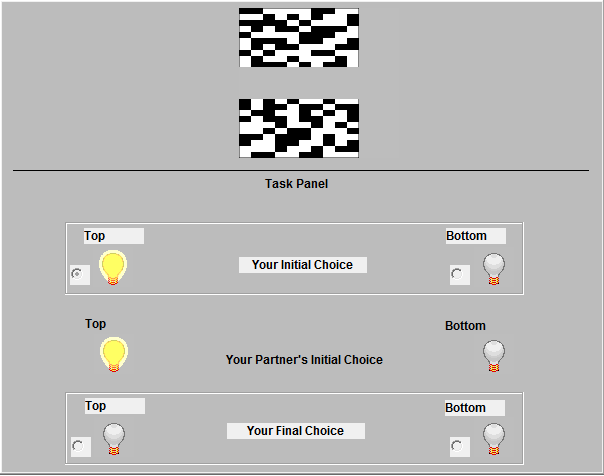 Task Panel
Top
Bottom
Your Initial Choice
Top
Bottom
Your Partner's Initial Choice
Top
Bottom
Your Final Choice